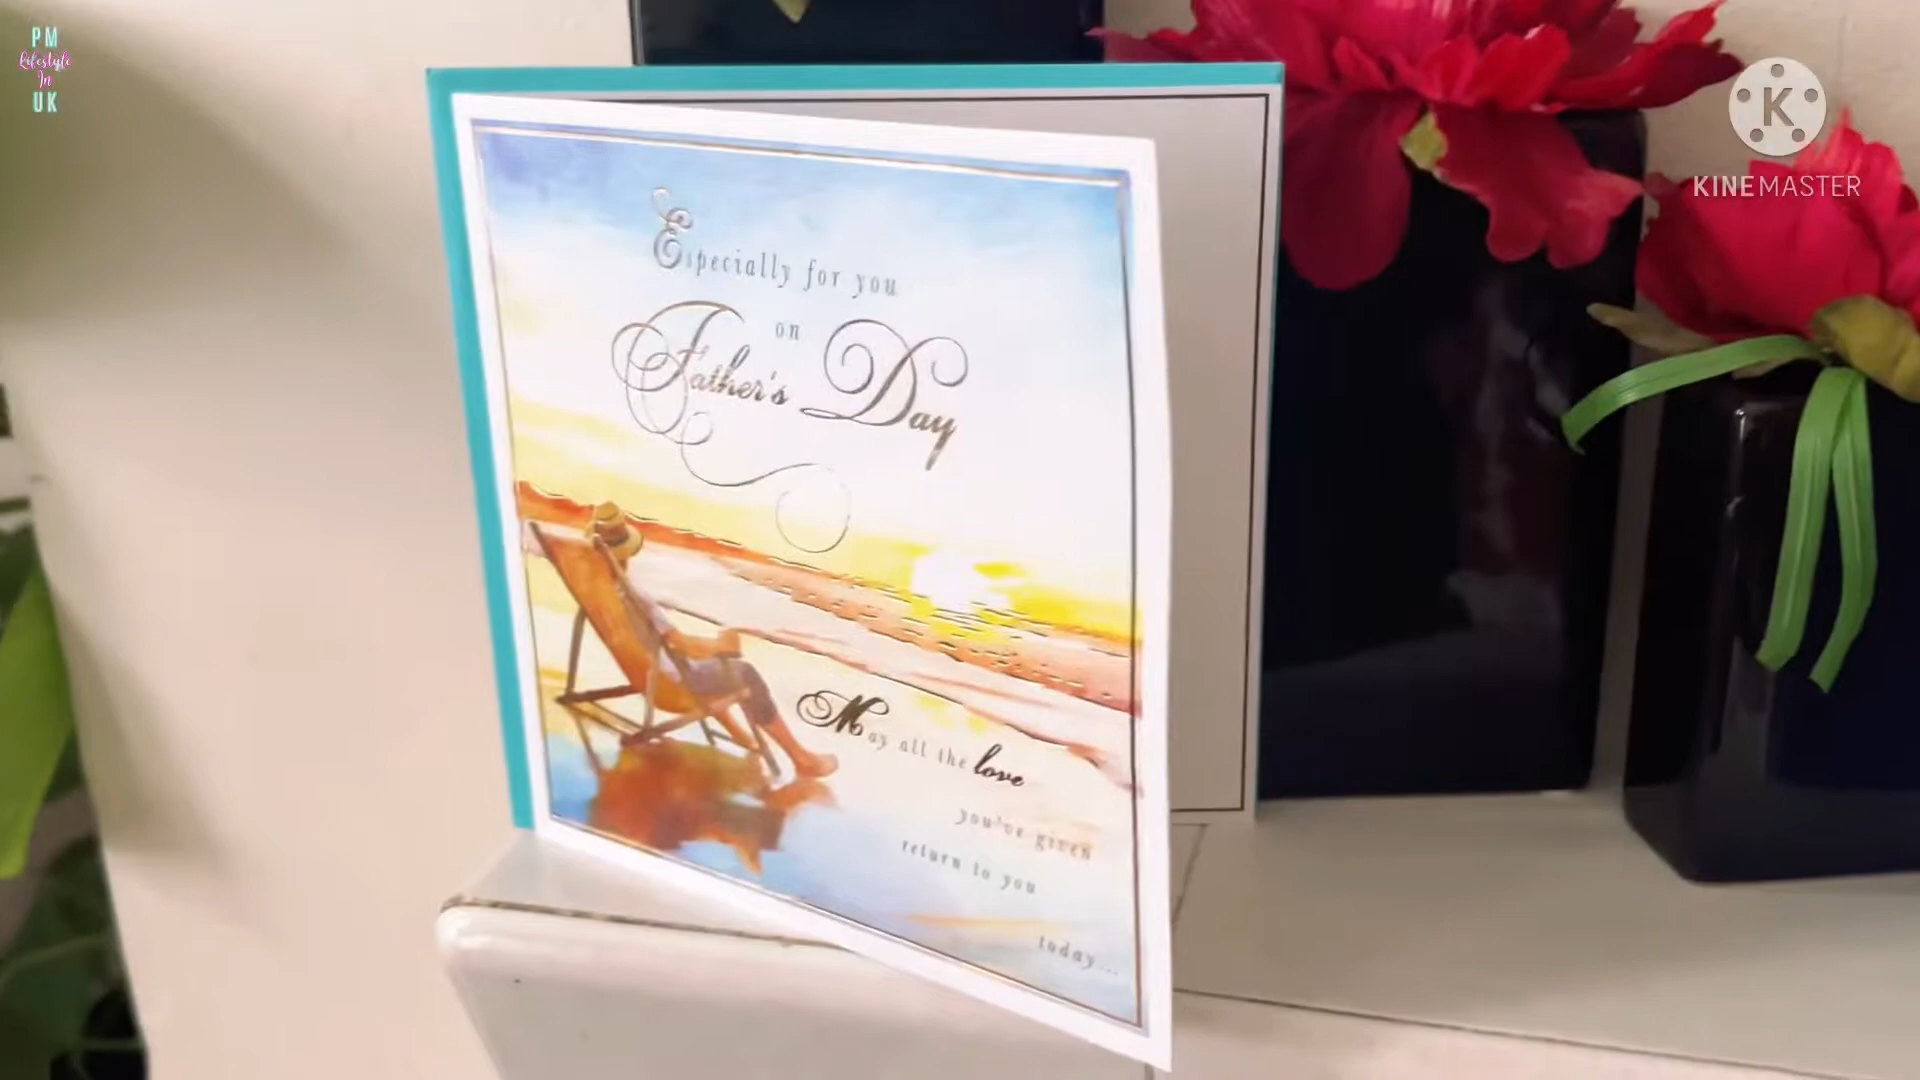 PM
Lifestyle
In
UK
K
KINEMASTER
Especially for you
on
Father's Day
May all the love
you've given
return to you
today...